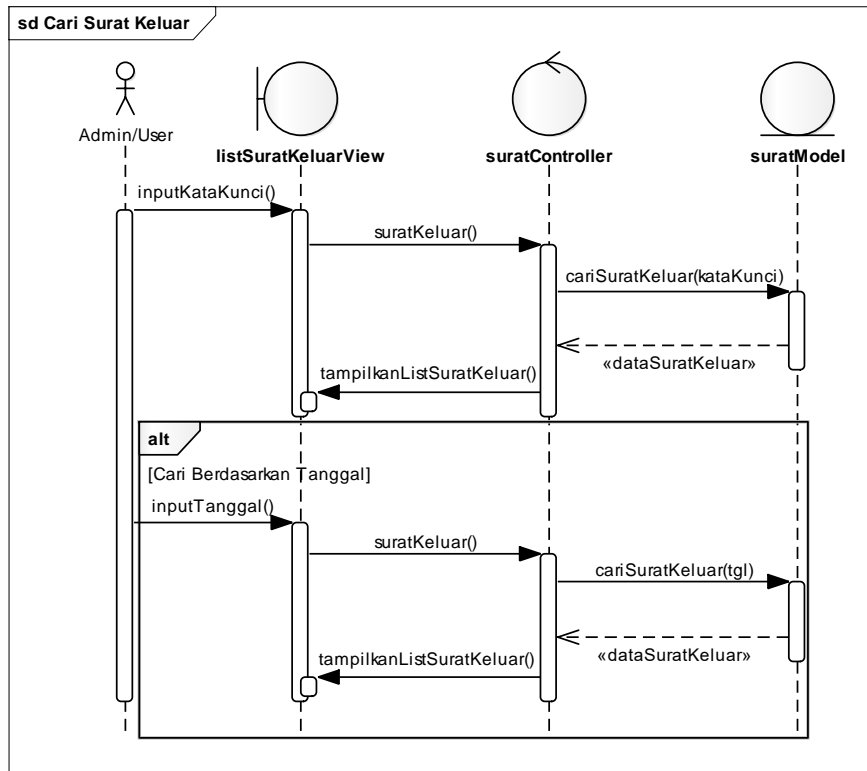 sd Cari Surat Keluar
Admin/User
listSuratKeluarView
suratController
suratModel
inputKataKunci()
suratKeluar()
cariSuratKeluar(kataKunci)
«dataSuratKeluar»
tampilkanListSuratKeluar()
alt
[Cari Berdasarkan Tanggal]
inputTanggal()
suratKeluar()
cariSuratKeluar(tgl)
«dataSuratKeluar»
tampilkanListSuratKeluar()